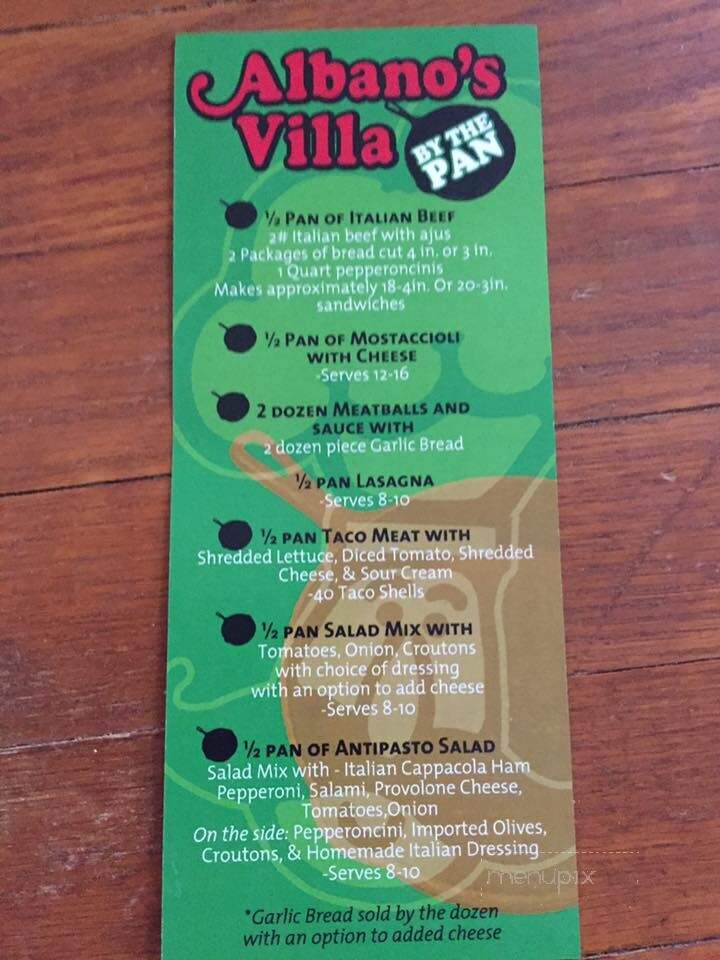 Albano's
Villa
BY THE
PAN
½ PAN OF ITALIAN BEEF
2# Italian beef with ajus
2 Packages of bread cut 4 in. or 3 in.
1 Quart pepperoncinis
Makes approximately 18-4in. Or 20-3in.
sandwiches
½ PAN OF MOSTACCIOLI
WITH CHEESE
-Serves 12-16
2 DOZEN MEATBALLS AND
SAUCE WITH
2 dozen piece Garlic Bread
½ PAN LASAGNA
-Serves 8-10
½ PAN TACO MEAT WITH
Shredded Lettuce, Diced Tomato, Shredded
Cheese, & Sour Cream
-40 Taco Shells
½ PAN SALAD MIX WITH
Tomatoes, Onion, Croutons
with choice of dressing
with an option to add cheese
-Serves 8-10
½ PAN OF ANTIPASTO SALAD
Salad Mix with - Italian Cappacola Ham
Pepperoni, Salami, Provolone Cheese,
Tomatoes,Onion
On the side: Pepperoncini, Imported Olives,
Croutons, & Homemade Italian Dressing
-Serves 8-10
menupix
*Garlic Bread sold by the dozen
with an option to added cheese